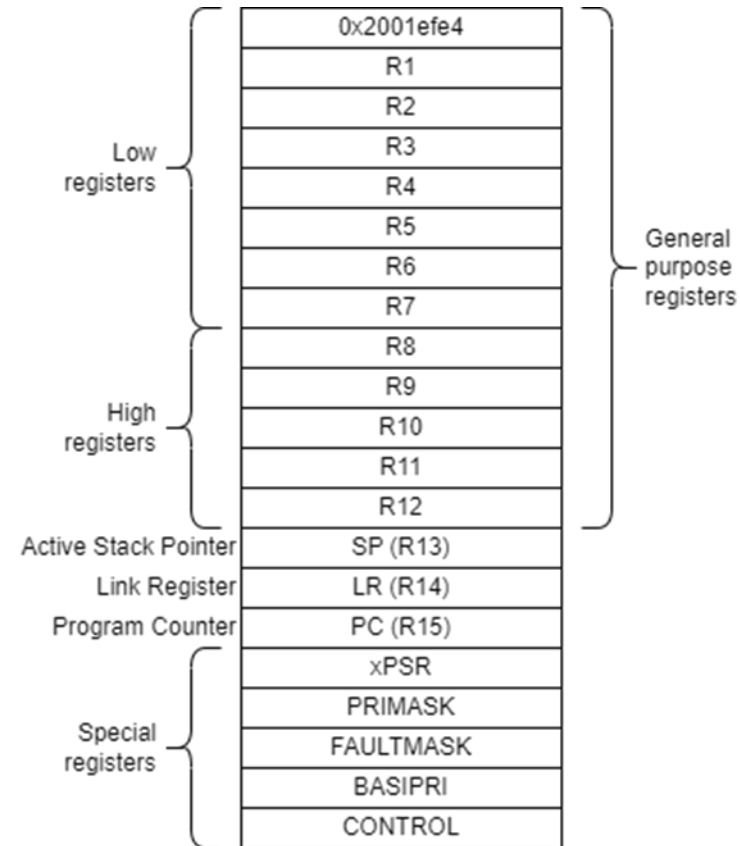 0x2001efe4
R1
R2
R3
R4
R5
R6
R7
R8
R9
R10
R11
R12
SP (R13)
LR (R14)
PC (R15)
xPSR
PRIMASK
FAULTMASK
BASIPRI
CONTROL
Low
registers
High
registers
Active Stack Pointer
Link Register
Program Counter
Special
registers
General
purpose
registers